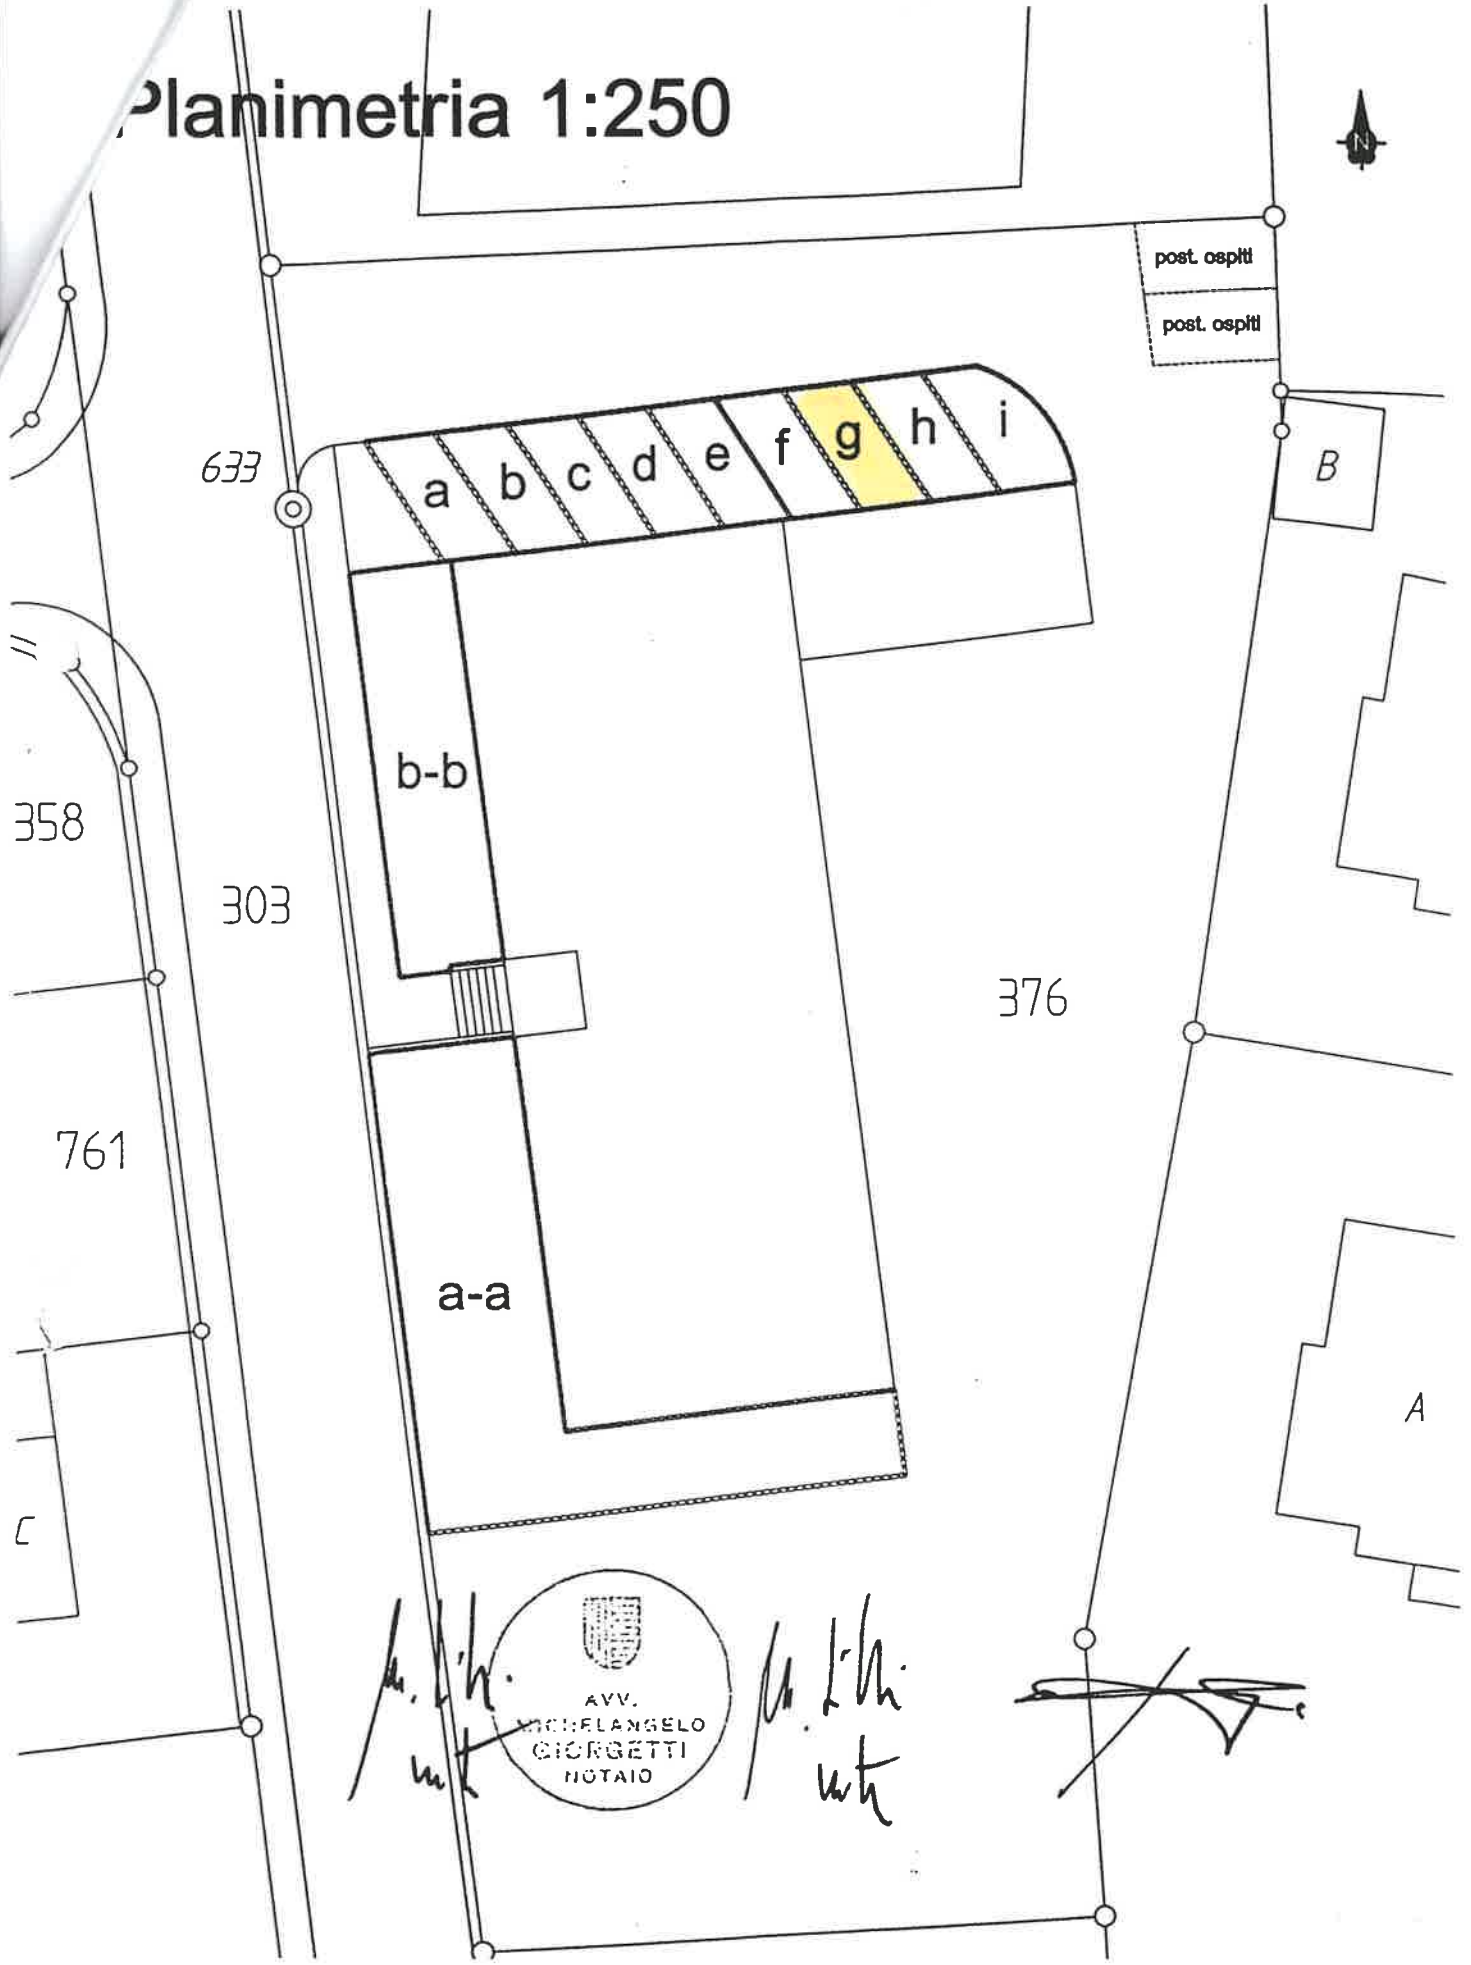 Planimetria 1:250
N
post. ospiti
post. ospiti
633
a
b
c
d
e
f
g
h
i
B
b-b
358
303
376
761
a-a
A
C
AVV.
MICHELANGELO
GIORGETTI
NOTAIO